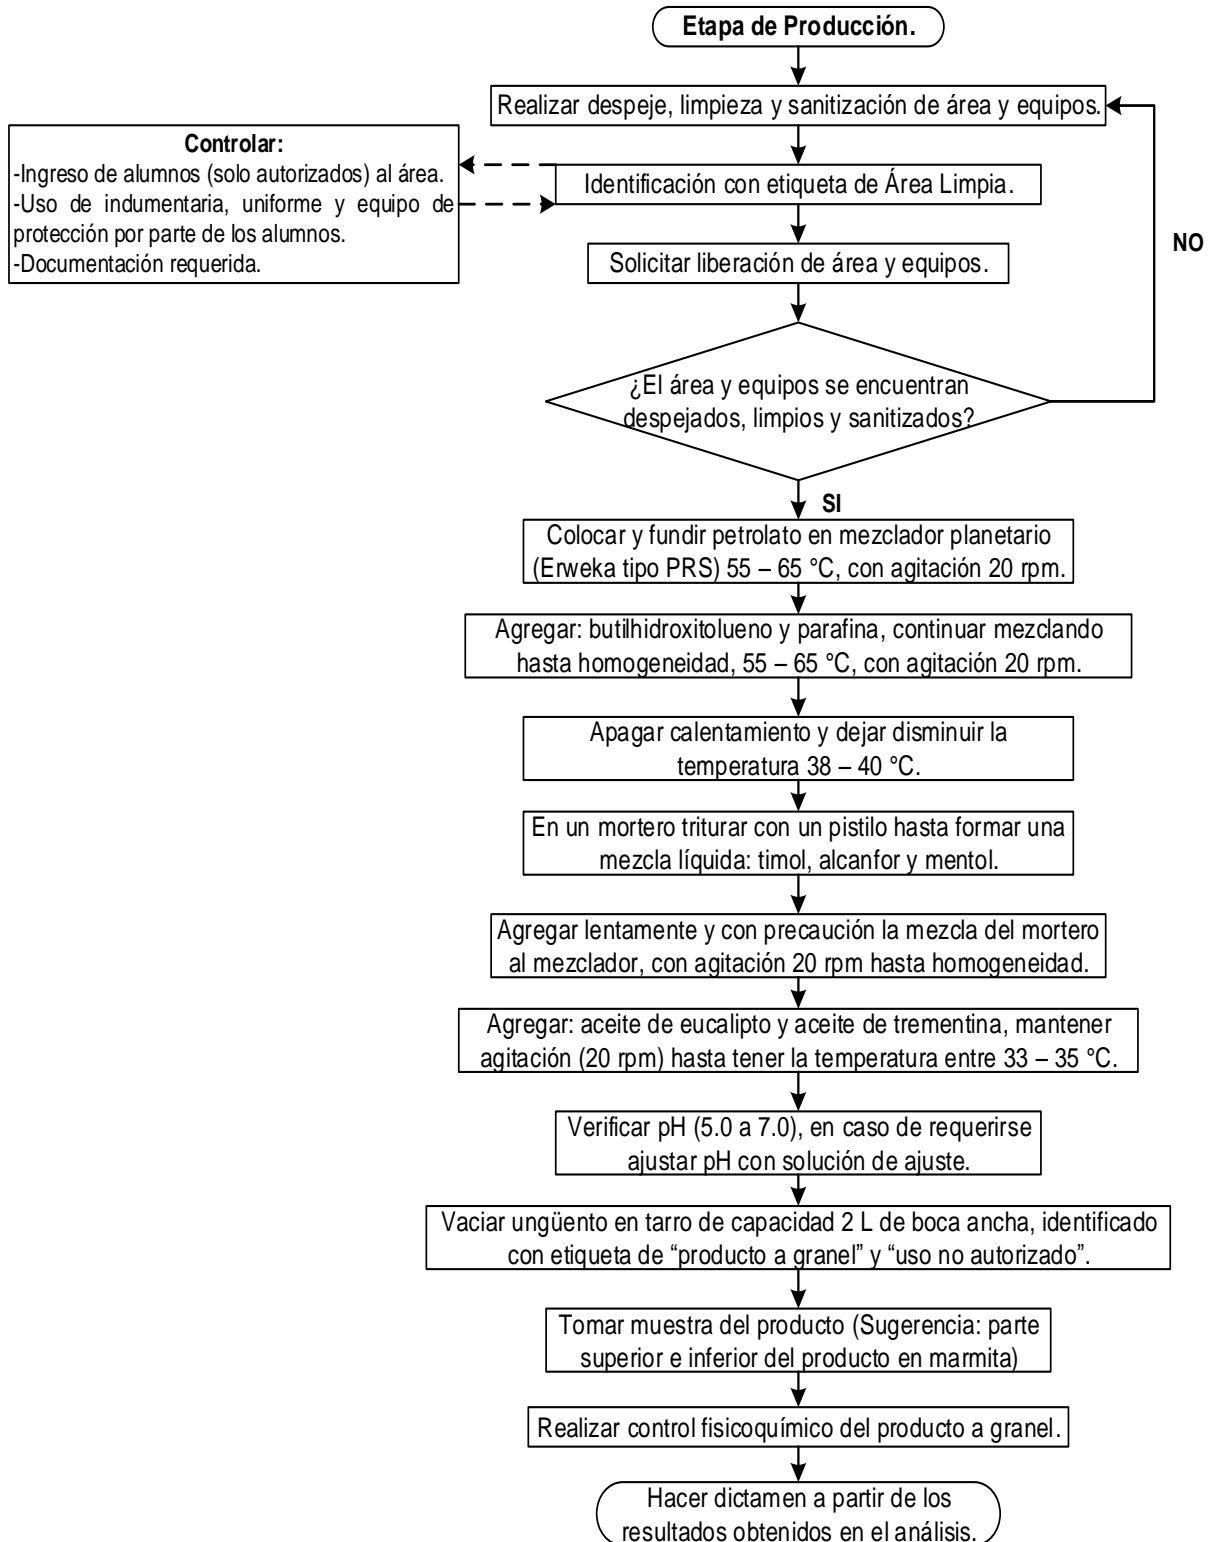 Etapa de Producción.
Realizar despeje, limpieza y sanitización de área y equipos.
Controlar:
-Ingreso de alumnos (solo autorizados) al área.
-Uso de indumentaria, uniforme y equipo de
protección por parte de los alumnos.
-Documentación requerida.
Identificación con etiqueta de Área Limpia.
Solicitar liberación de área y equipos.
NO
¿El área y equipos se encuentran
despejados, limpios y sanitizados?
SI
Colocar y fundir petrolato en mezclador planetario
(Erweka tipo PRS) 55 – 65 °C, con agitación 20 rpm.
Agregar: butilhidroxitolueno y parafina, continuar mezclando
hasta homogeneidad, 55 – 65 °C, con agitación 20 rpm.
Apagar calentamiento y dejar disminuir la
temperatura 38 – 40 °C.
En un mortero triturar con un pistilo hasta formar una
mezcla líquida: timol, alcanfor y mentol.
Agregar lentamente y con precaución la mezcla del mortero
al mezclador, con agitación 20 rpm hasta homogeneidad.
Agregar: aceite de eucalipto y aceite de trementina, mantener
agitación (20 rpm) hasta tener la temperatura entre 33 – 35 °C.
Verificar pH (5.0 a 7.0), en caso de requerirse
ajustar pH con solución de ajuste.
Vaciar ungüento en tarro de capacidad 2 L de boca ancha, identificado
con etiqueta de “producto a granel” y “uso no autorizado”.
Tomar muestra del producto (Sugerencia: parte
superior e inferior del producto en marmita)
Realizar control fisicoquímico del producto a granel.
Hacer dictamen a partir de los
resultados obtenidos en el análisis.